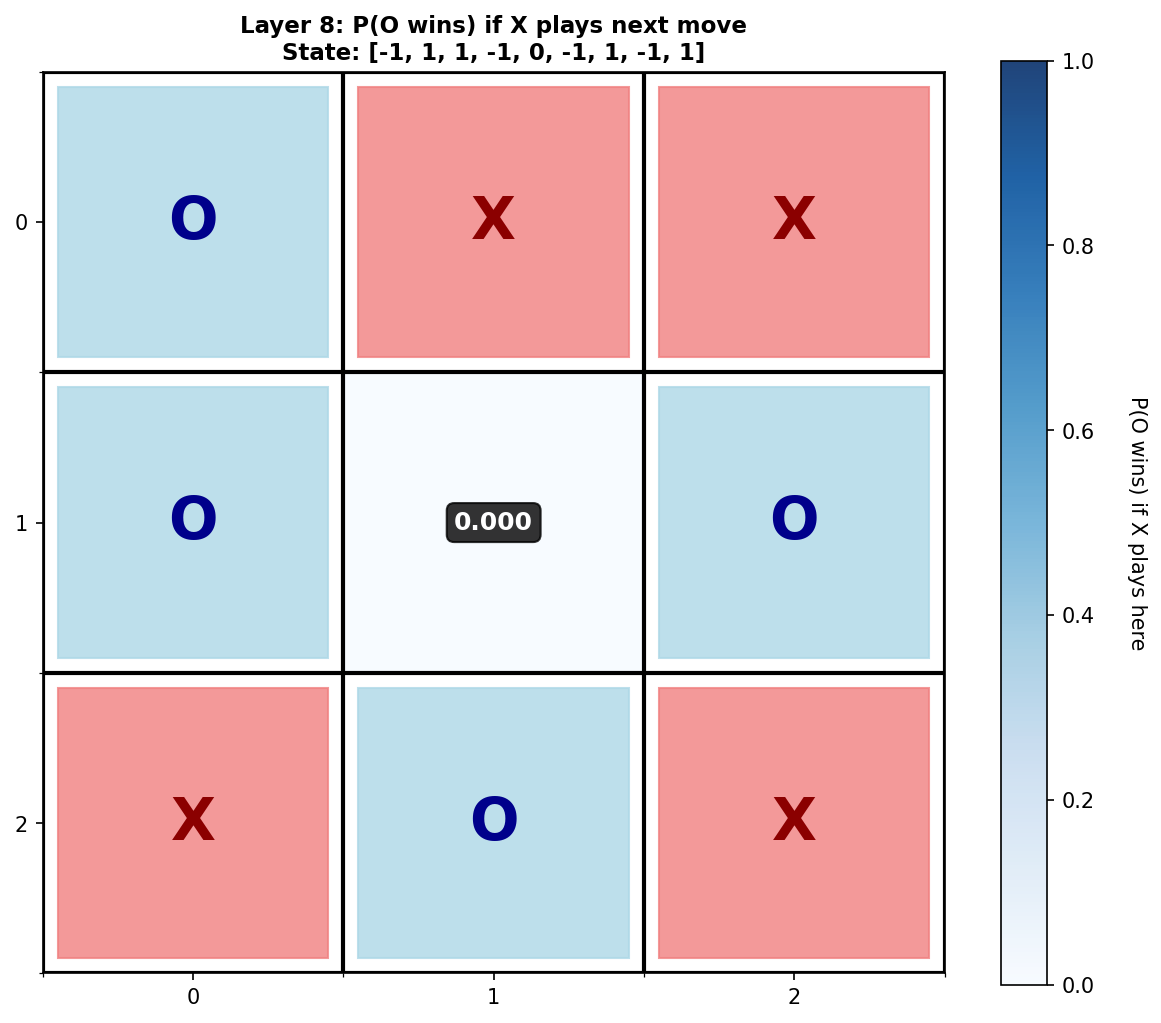 Layer 8: P(O wins) if X plays next move
State: [-1, 1, 1, -1, 0, -1, 1, -1, 1]
0
O
X
X
1
O
0.000
O
2
X
O
X
0
1
2
1.0
0.8
0.6
0.4
0.2
0.0
P(O wins) if X plays here